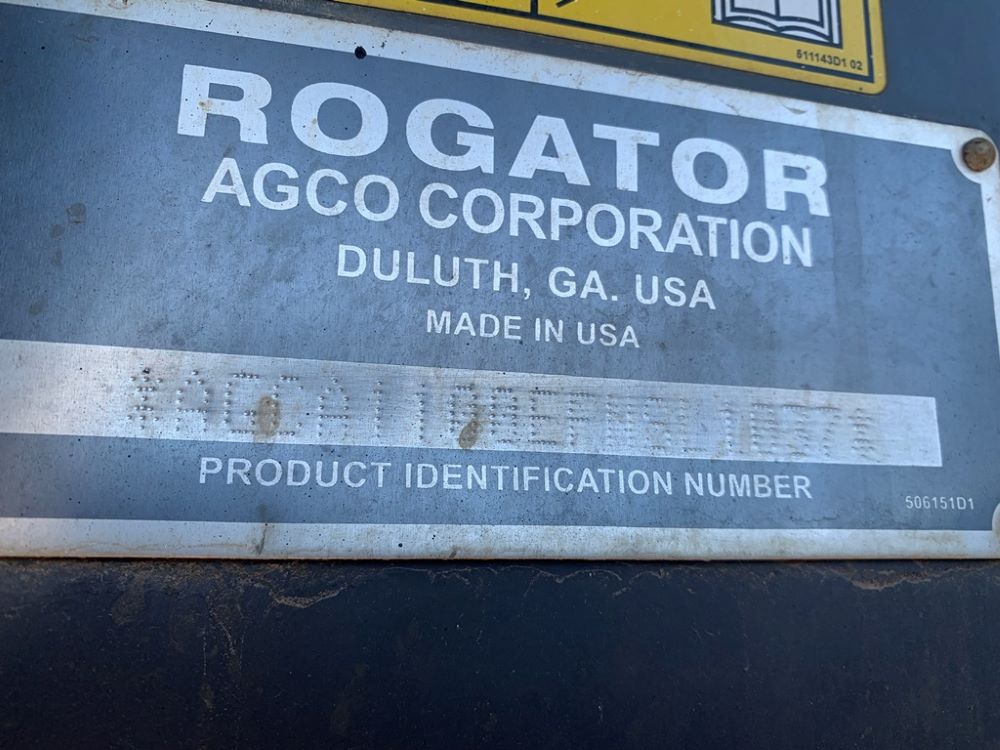 511143D1 02
ROGATOR
AGCO CORPORATION
DULUTH, GA. USA
MADE IN USA
PRODUCT IDENTIFICATION NUMBER
506151D1